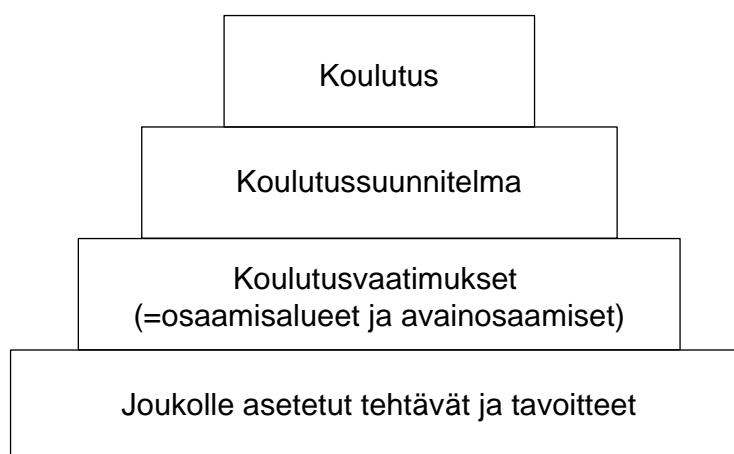 Koulutus
Koulutussuunnitelma
Koulutusvaatimukset
(=osaamisalueet ja avainosaamiset)
Joukolle asetetut tehtävät ja tavoitteet